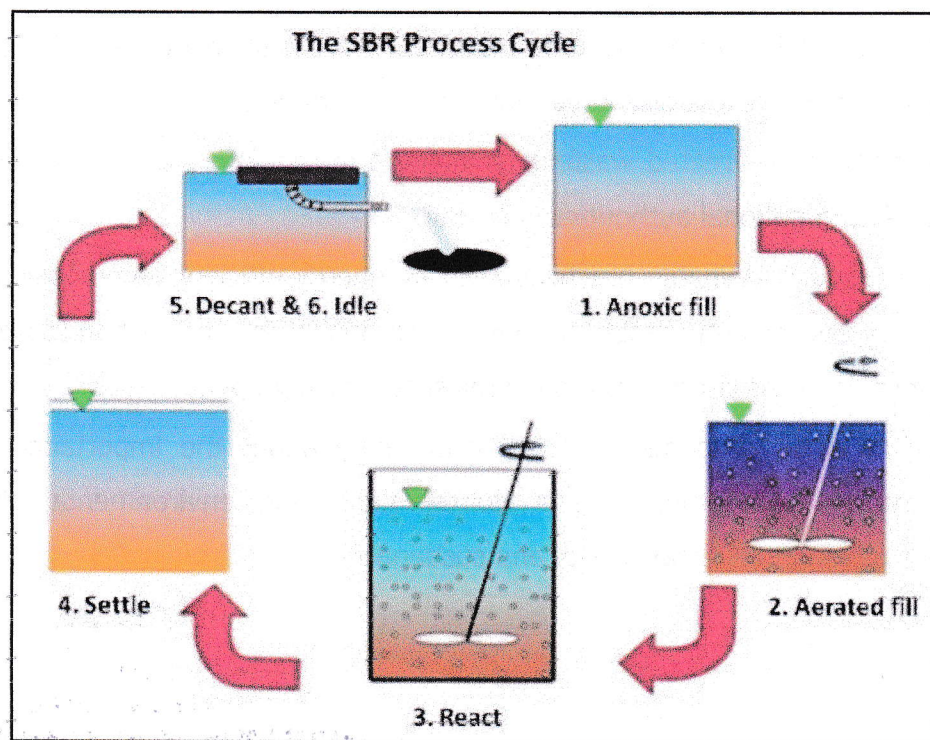 The SBR Process Cycle
5. Decant & 6. Idle
1. Anoxic fill
4. Settle
2. Aerated fill
3. React